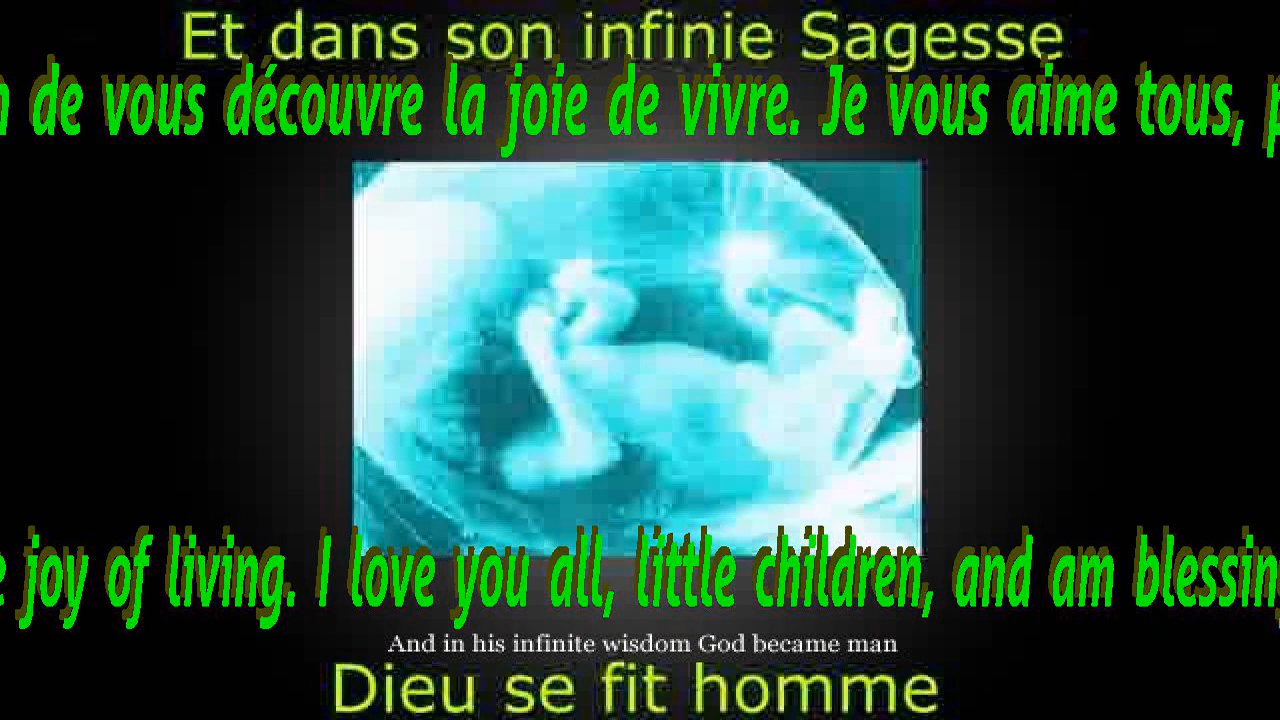 Et dans son infinie Sagesse
de vous découvre la joie de vivre. Je vous aime tous,
joy of living. I love you all, little children, and am blessing
And in his infinite wisdom God became man
Dieu se fit homme